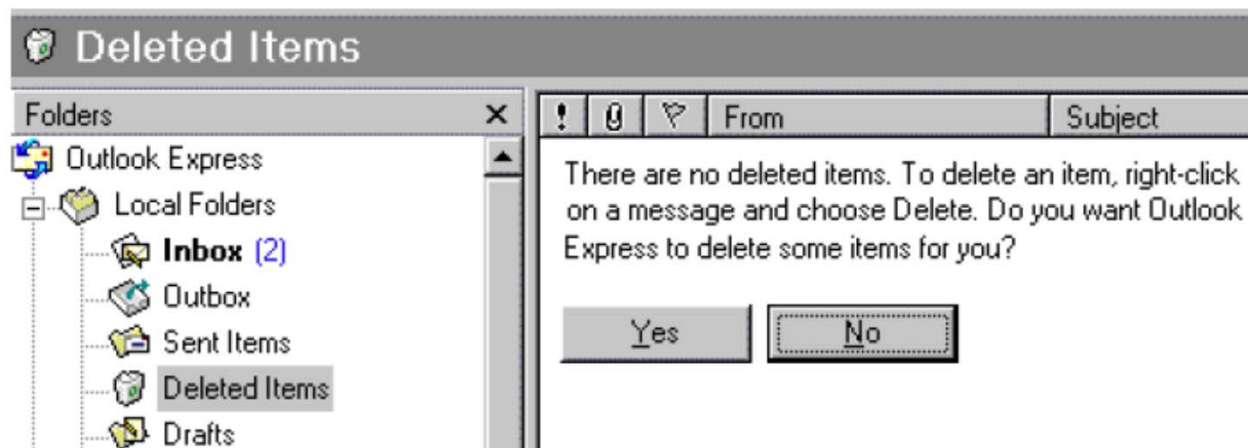 Deleted Items
Folders
Outlook Express
Local Folders
Inbox (2)
Outbox
Sent Items
Deleted Items
Drafts
From Subject
There are no deleted items. To delete an item, right-click
on a message and choose Delete. Do you want Outlook
Express to delete some items for you?
Yes No